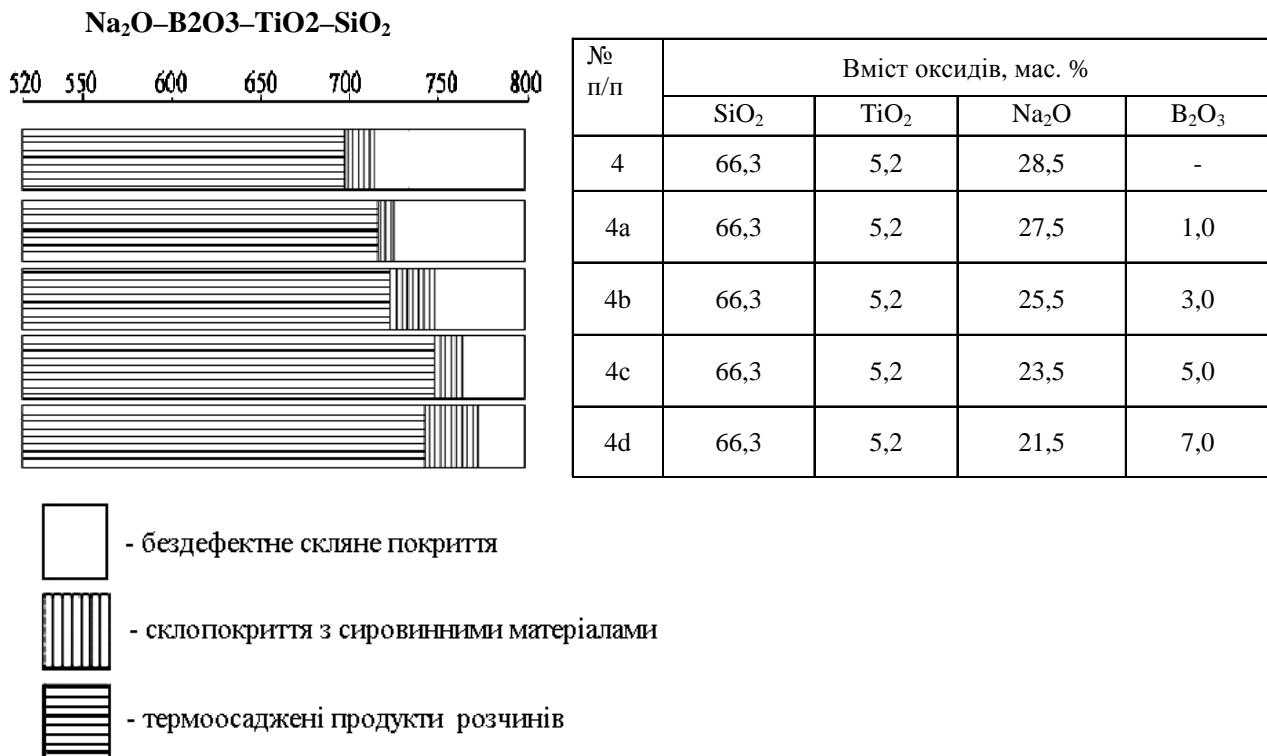 Na₂O–B2O3–TiO2–SiO₂
520 550 600 650 700 750 800
№ п/п
Вміст оксидів, мас. %
SiO₂ TiO₂ Na₂O B₂O₃
4 66,3 5,2 28,5 -
4a 66,3 5,2 27,5 1,0
4b 66,3 5,2 25,5 3,0
4c 66,3 5,2 23,5 5,0
4d 66,3 5,2 21,5 7,0
- бездефектне скляне покриття
- склопокриття з сировинними матеріалами
- термоосаджені продукти розчинів